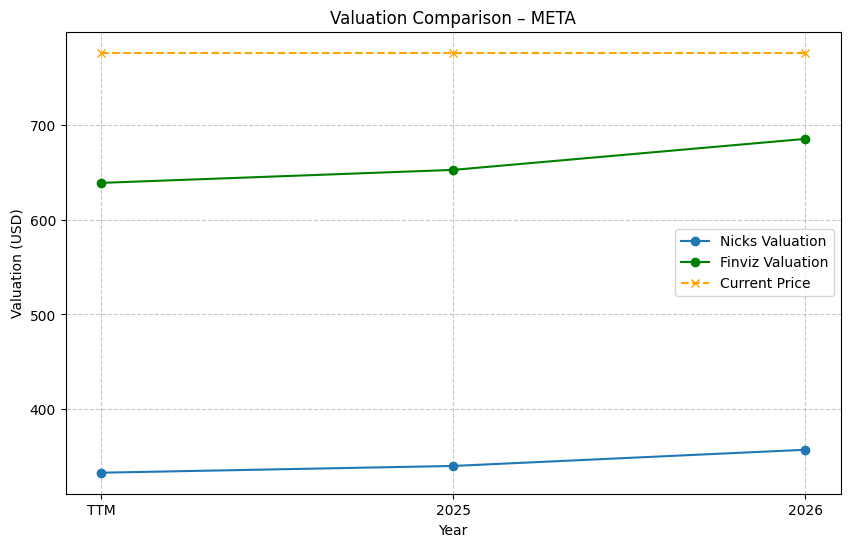 Valuation Comparison – META
Valuation (USD)
700
600
500
400
Nicks Valuation
Finviz Valuation
Current Price
TTM 2025 2026
Year